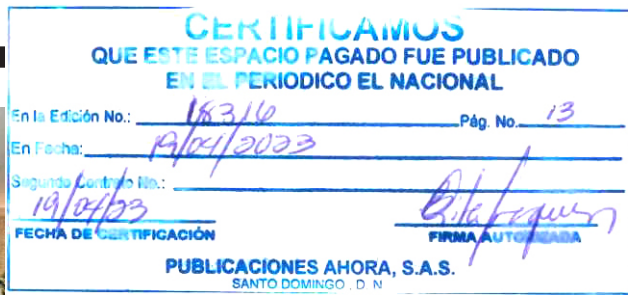 CERTIFICAMOS
QUE ESTE ESPACIO PAGADO FUE PUBLICADO
EN EL PERIODICO EL NACIONAL
En la Edición No.: 18316 Pág. No. 13
En Fecha: 19/04/2023
Segundo Contrato No.:
19/04/23
FECHA DE CERTIFICACIÓN FIRMA AUTORIZADA
PUBLICACIONES AHORA, S.A.S.
SANTO DOMINGO, D N